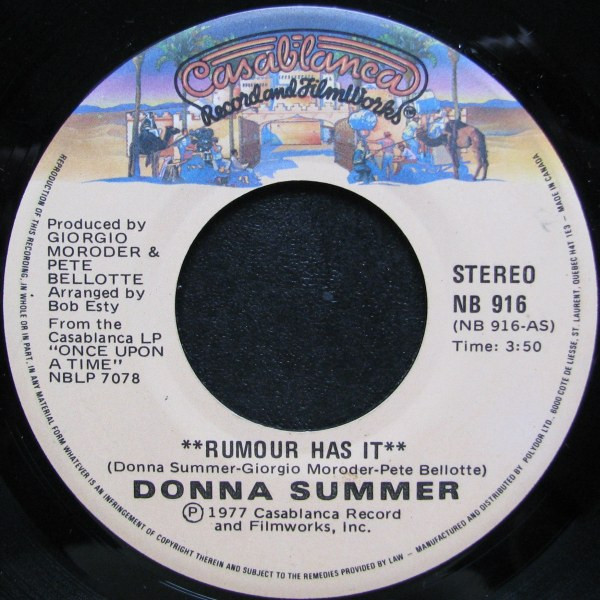 Casablanca
Record and FilmWorks
®
Produced by
GIORGIO
MORODER &
PETE
BELLOTTE
Arranged by
Bob Esty
From the
Casablanca LP
"ONCE UPON
A TIME"
NBLP 7078
STEREO
NB 916
(NB 916-AS)
Time: 3:50
**RUMOUR HAS IT**
(Donna Summer-Giorgio Moroder-Pete Bellotte)
DONNA SUMMER
Ⓟ 1977 Casablanca Record
and Filmworks, Inc.
REPRODUCTION OF THIS RECORDING, IN WHOLE OR IN PART, IN ANY MATERIAL FORM WHATEVER IS AN INFRINGEMENT OF COPYRIGHT THEREIN AND SUBJECT TO THE REMEDIES PROVIDED BY LAW – MANUFACTURED AND DISTRIBUTED BY POLYDOR LTD., 6000 COTE DE LIESSE, ST. LAURENT, QUEBEC H4T 1E3 – MADE IN CANADA